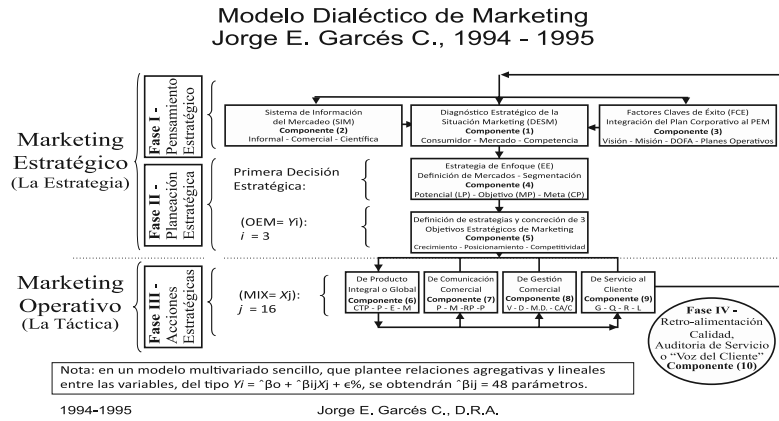 Modelo Dialéctico de Marketing
Jorge E. Garcés C., 1994 - 1995
Marketing
Estratégico
(La Estrategia)
Fase I -
Pensamiento
Estratégico
Sistema de Información
del Mercadeo (SIM)
Componente (2)
Informal - Comercial - Científica
Diagnóstico Estratégico de la
Situación Marketing (DESM)
Componente (1)
Consumidor - Mercado - Competencia
Factores Claves de Éxito (FCE)
Integración del Plan Corporativo al PEM
Componente (3)
Visión - Misión - DOFA - Planes Operativos
Fase II -
Planeación
Estratégica
Primera Decisión
Estratégica:
Estrategia de Enfoque (EE)
Definición de Mercados - Segmentación
Componente (4)
Potencial (LP) - Objetivo (MP) - Meta (CP)
(OEM= Yi):
i = 3
Definición de estrategias y concreción de 3
Objetivos Estratégicos de Marketing
Componente (5)
Crecimiento - Posicionamiento - Competitividad
Marketing
Operativo
(La Táctica)
Fase III -
Acciones
Estratégicas
(MIX= Xj):
j = 16
De Producto
Integral o Global
Componente (6)
CTP - P - E - M
De Comunicación
Comercial
Componente (7)
P - M -RP -P
De Gestión
Comercial
Componente (8)
V - D - M.D. - CA/C
De Servicio al
Cliente
Componente (9)
G - Q - R - L
Fase IV -
Retro-alimentación
Calidad,
Auditoria de Servicio
o “Voz del Cliente”
Componente (10)
Nota: en un modelo multivariado sencillo, que plantee relaciones agregativas y lineales
entre las variables, del tipo Yi = ˆβo + ˆβijXj + є%, se obtendrán ˆβij = 48 parámetros.
1994-1995
Jorge E. Garcés C., D.R.A.